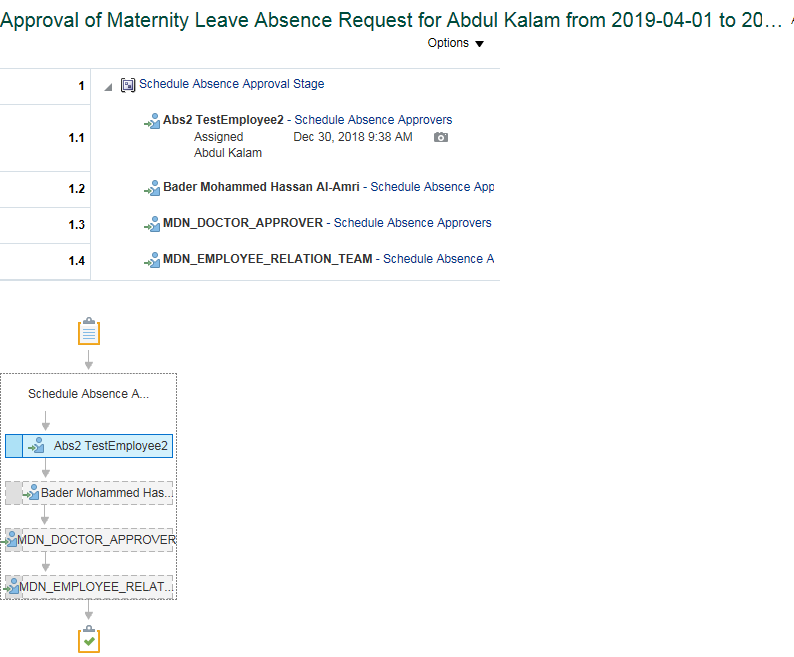 Approval of Maternity Leave Absence Request for Abdul Kalam from 2019-04-01 to 20...
Options
1 Schedule Absence Approval Stage
1.1 Abs2 TestEmployee2 - Schedule Absence Approvers
Assigned Dec 30, 2018 9:38 AM
Abdul Kalam
1.2 Bader Mohammed Hassan Al-Amri - Schedule Absence App
1.3 MDN_DOCTOR_APPROVER - Schedule Absence Approvers
1.4 MDN_EMPLOYEE_RELATION_TEAM - Schedule Absence A
Schedule Absence A...
Abs2 TestEmployee2
Bader Mohammed Has...
MDN_DOCTOR_APPROVER
MDN_EMPLOYEE_RELAT...